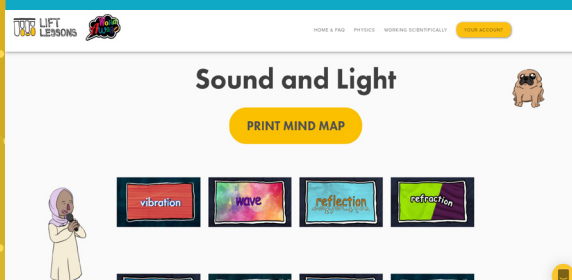 LIFT
LESSONS
HOME & FAQ PHYSICS WORKING SCIENTIFICALLY YOUR ACCOUNT
Sound and Light
PRINT MIND MAP
vibration wave reflection refraction